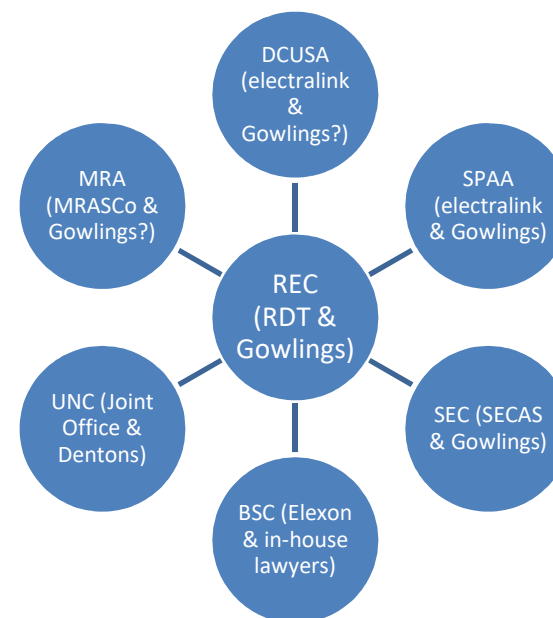 DCUSA
(electralink
&
Gowlings?)
MRA
(MRASCo &
Gowlings?)
SPAA
(electralink
& Gowlings)
REC
(RDT &
Gowlings)
UNC (Joint
Office &
Dentons)
SEC (SECAS
& Gowlings)
BSC (Elexon
& in-house
lawyers)